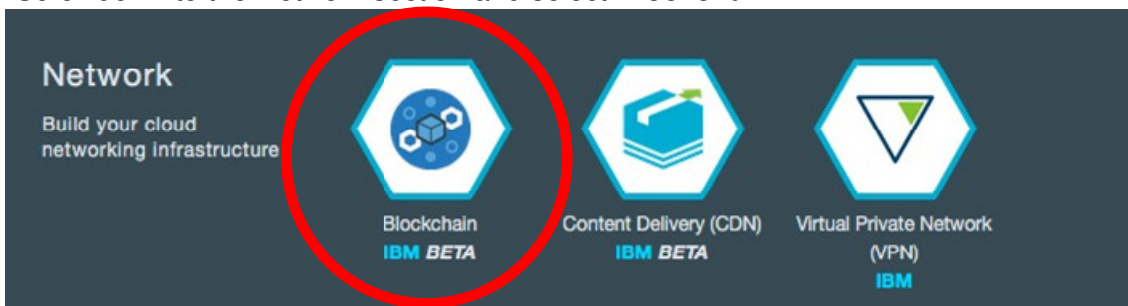 Network
Build your cloud
networking infrastructure
Blockchain
IBM BETA
Content Delivery (CDN)
IBM BETA
Virtual Private Network
(VPN)
IBM